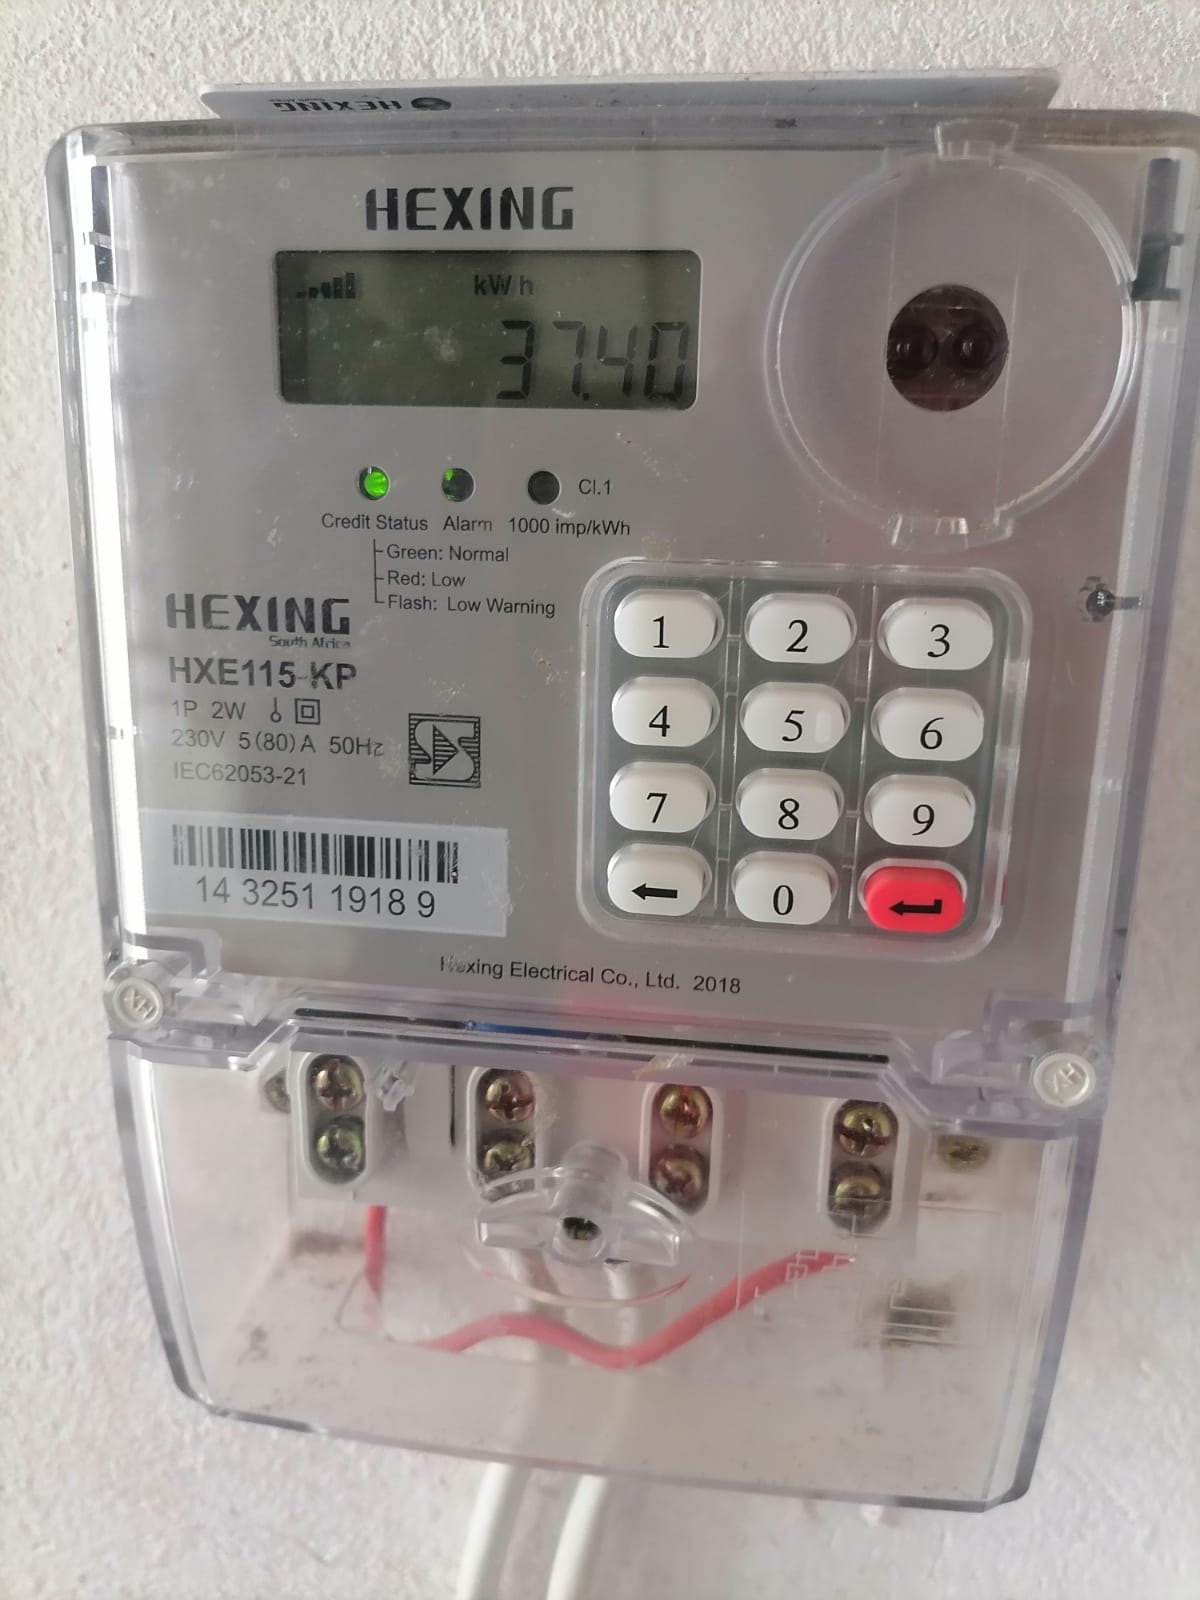 HEXING
HEXING
kWh
37.40
Cl.1
Credit Status Alarm 1000 imp/kWh
Green: Normal
Red: Low
Flash: Low Warning
HEXING
South Africa
HXE115-KP
1P 2W
230V 5(80)A 50Hz
IEC62053-21
14 3251 1918 9
1 2 3
4 5 6
7 8 9
← 0 ↵
Hexing Electrical Co., Ltd. 2018
HX
HX